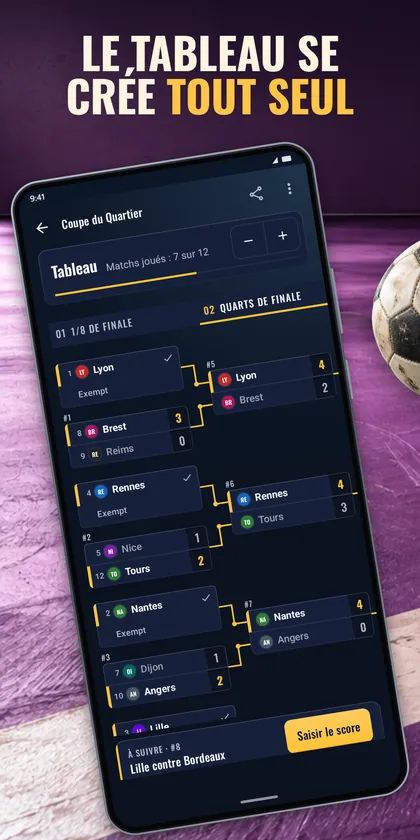 LE TABLEAU SE
CRÉE TOUT SEUL
9:41
Coupe du Quartier
Tableau
Matchs joués : 7 sur 12
− +
01 1/8 DE FINALE
02 QUARTS DE FINALE
1 LY Lyon
Exempt
#1
8 BR Brest 3
9 RE Reims 0
#5
LY Lyon 4
BR Brest 2
4 RE Rennes
Exempt
#2
5 NI Nice 1
12 TO Tours 2
#6
RE Rennes 4
TO Tours 3
2 NA Nantes
Exempt
#3
7 DI Dijon 1
10 AN Angers 2
#7
NA Nantes 4
AN Angers 0
3 LI Lille
À SUIVRE · #8
Lille contre Bordeaux
Saisir le score